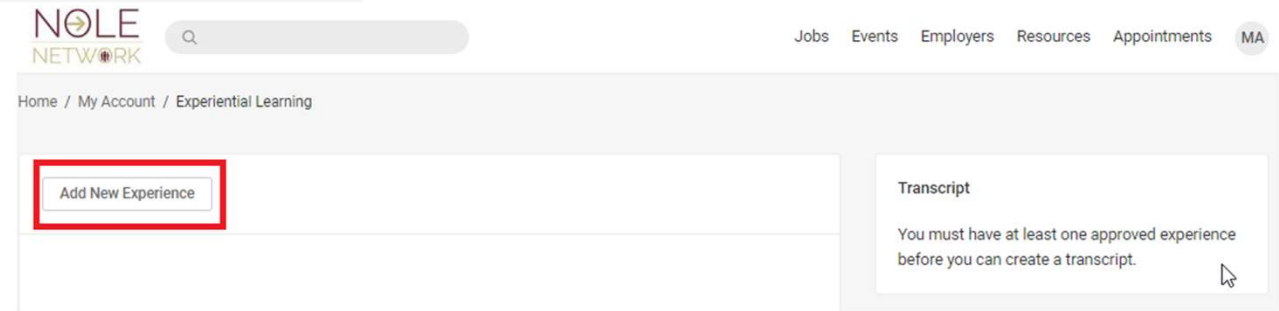 NOLE
NETWORK
Jobs Events Employers Resources Appointments MA
Home / My Account / Experiential Learning
Add New Experience
Transcript
You must have at least one approved experience
before you can create a transcript.